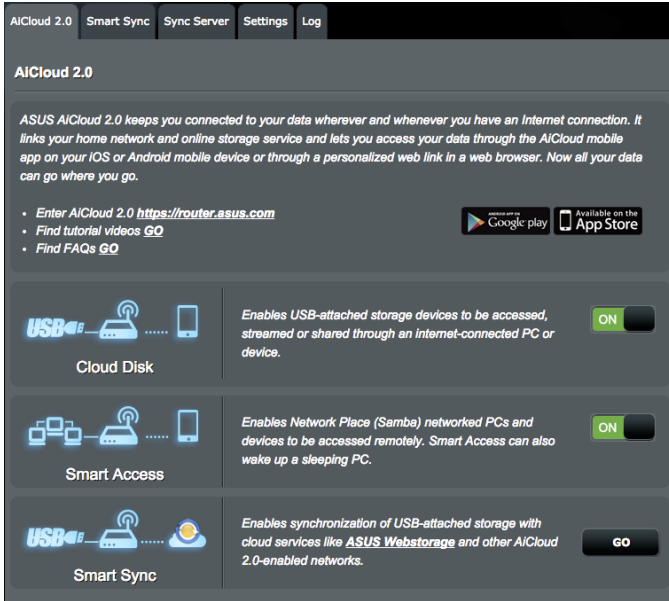 AiCloud 2.0 Smart Sync Sync Server Settings Log
AiCloud 2.0
ASUS AiCloud 2.0 keeps you connected to your data wherever and whenever you have an Internet connection. It
links your home network and online storage service and lets you access your data through the AiCloud mobile
app on your iOS or Android mobile device or through a personalized web link in a web browser. Now all your data
can go where you go.
• Enter AiCloud 2.0 https://router.asus.com
• Find tutorial videos GO
• Find FAQs GO
ANDROID APP ON
Google play
Available on the
App Store
USB
Cloud Disk
Enables USB-attached storage devices to be accessed,
streamed or shared through an internet-connected PC or
device.
ON
Smart Access
Enables Network Place (Samba) networked PCs and
devices to be accessed remotely. Smart Access can also
wake up a sleeping PC.
ON
USB
Smart Sync
Enables synchronization of USB-attached storage with
cloud services like ASUS Webstorage and other AiCloud
2.0-enabled networks.
GO